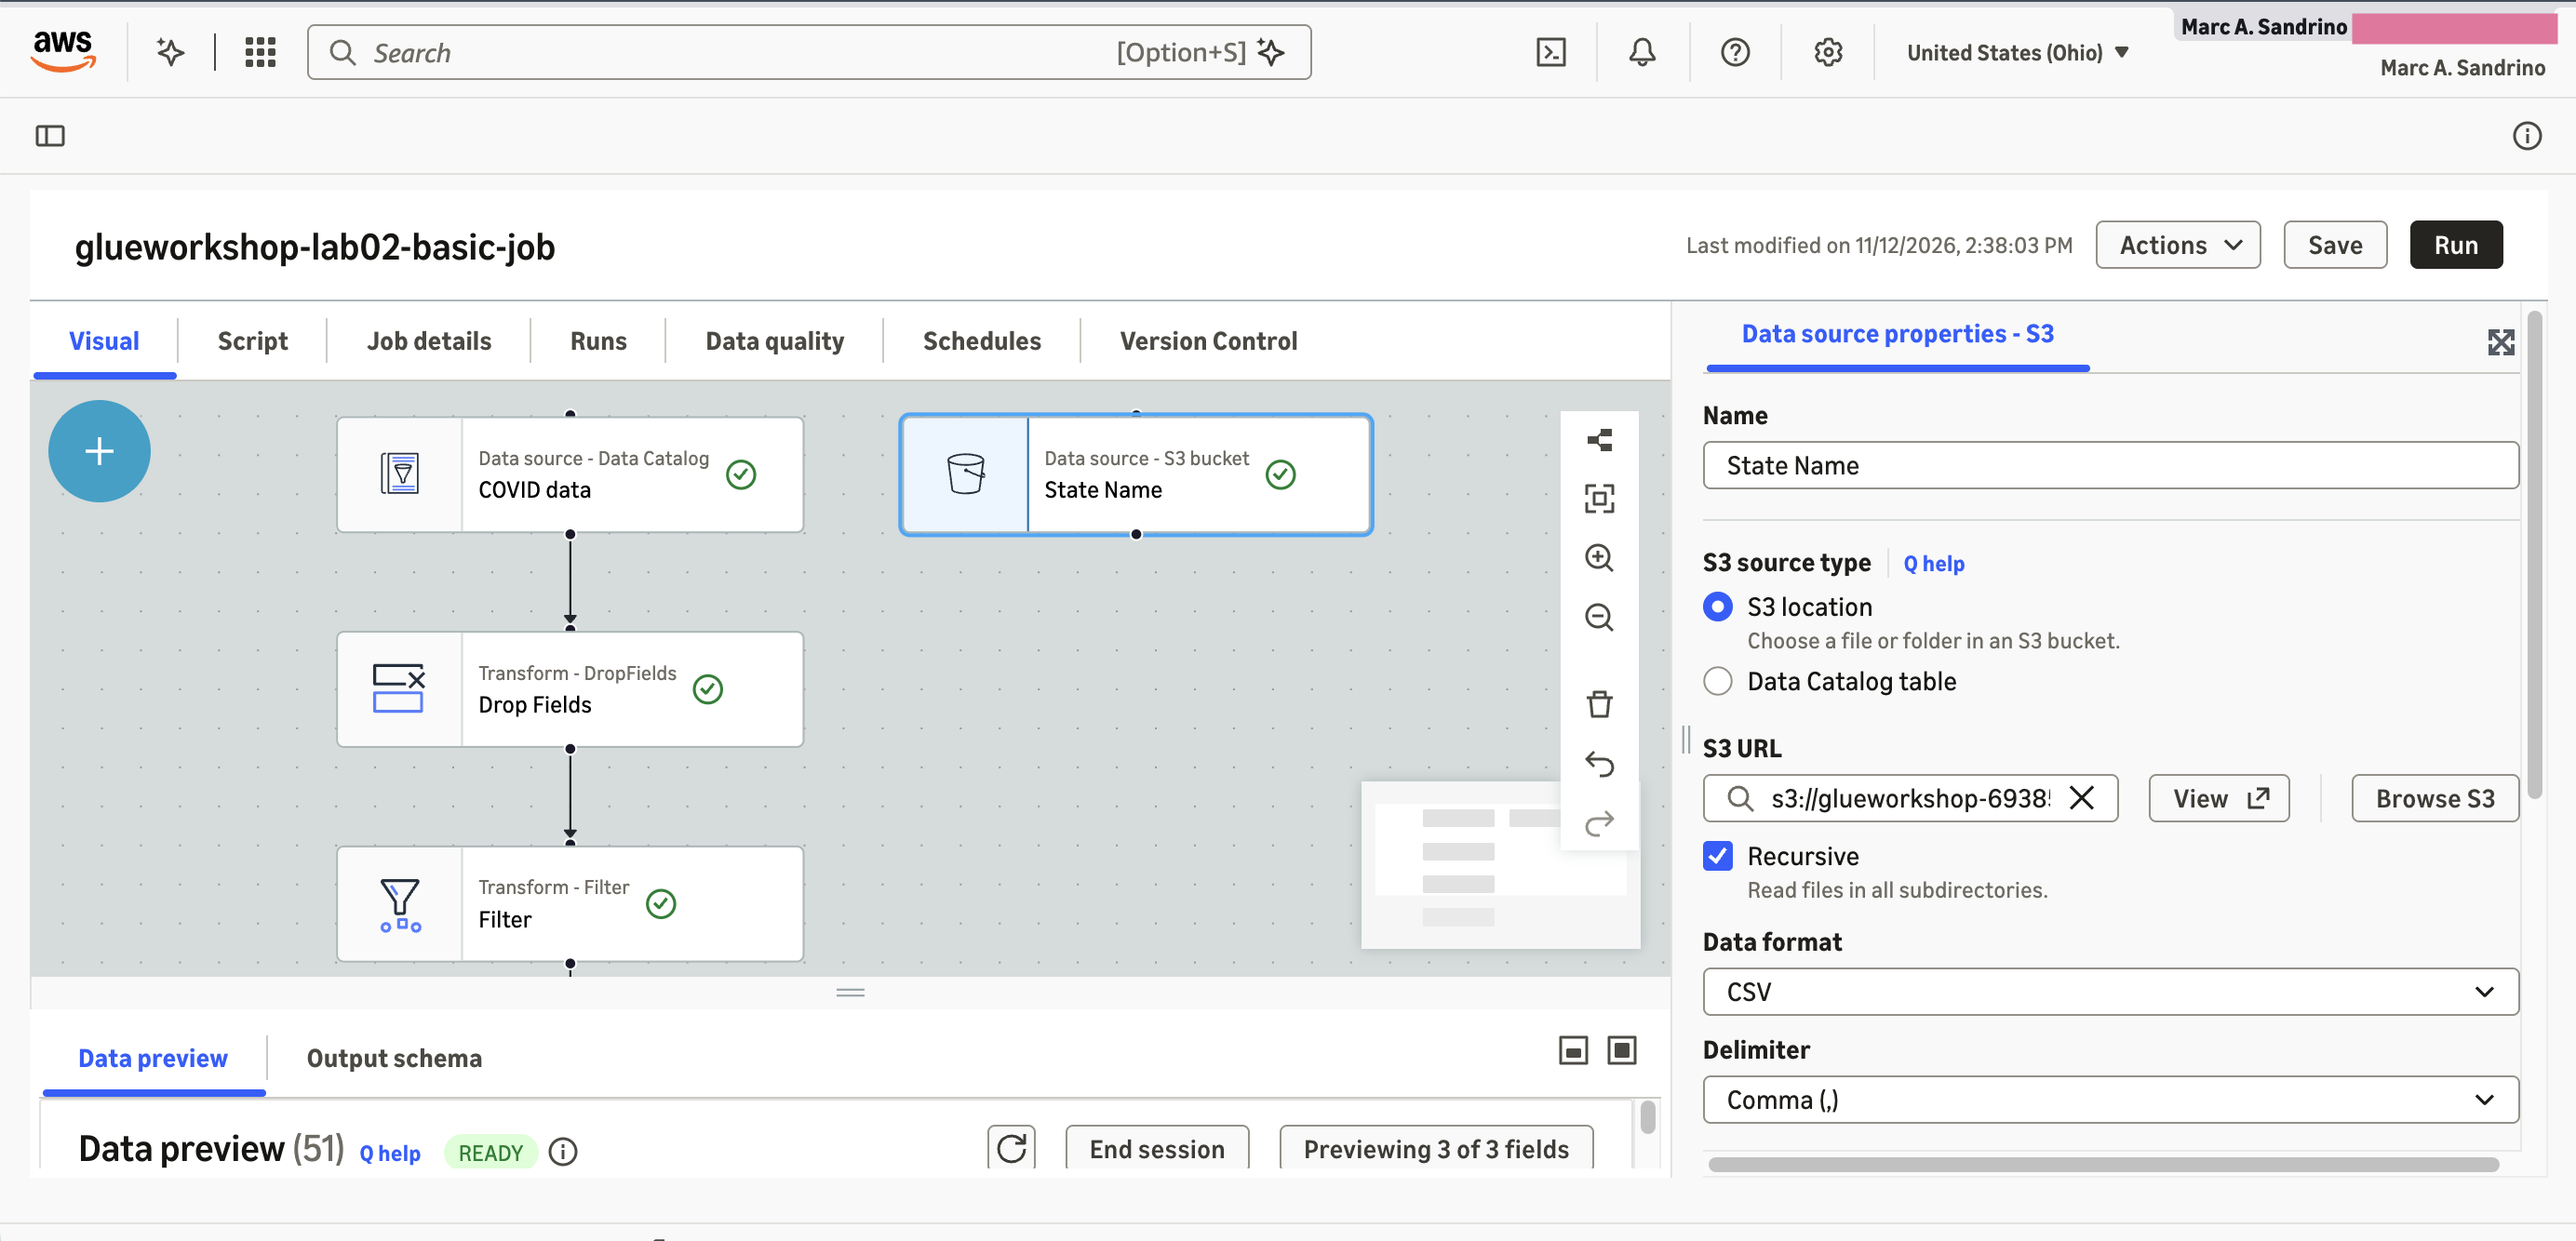 aws
Search
[Option+S]
United States (Ohio)
Marc A. Sandrino
Marc A. Sandrino
glueworkshop-lab02-basic-job
Last modified on 11/12/2026, 2:38:03 PM
Actions
Save
Run
Visual
Script
Job details
Runs
Data quality
Schedules
Version Control
Data source - Data Catalog
COVID data
Data source - S3 bucket
State Name
Transform - DropFields
Drop Fields
Transform - Filter
Filter
Data preview
Output schema
Data preview (51)
Q help
READY
End session
Previewing 3 of 3 fields
Data source properties - S3
Name
State Name
S3 source type
Q help
S3 location
Choose a file or folder in an S3 bucket.
Data Catalog table
S3 URL
s3://glueworkshop-6938
View
Browse S3
Recursive
Read files in all subdirectories.
Data format
CSV
Delimiter
Comma (,)